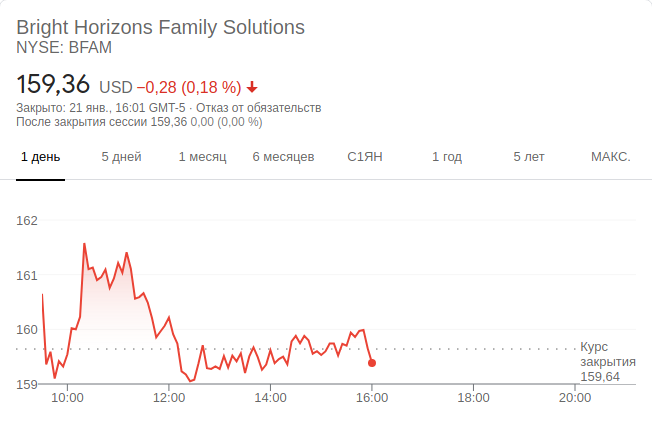 Bright Horizons Family Solutions
NYSE: BFAM
159,36 USD −0,28 (0,18 %)
Закрыто: 21 янв., 16:01 GMT-5 · Отказ от обязательств
После закрытия сессии 159,36 0,00 (0,00 %)
1 день 5 дней 1 месяц 6 месяцев С1ЯН 1 год 5 лет МАКС.
162
161
160
Курс
закрытия
159,64
159
10:00 12:00 14:00 16:00 18:00 20:00